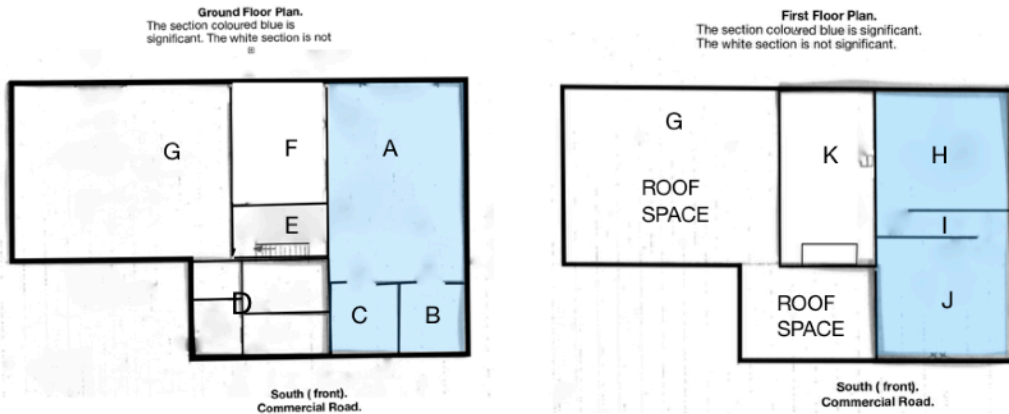 Ground Floor Plan.
The section coloured blue is
significant. The white section is not
G
F
A
E
D
C
B
South ( front).
Commercial Road.
First Floor Plan.
The section coloured blue is significant.
The white section is not significant.
G
K
H
ROOF
SPACE
I
J
ROOF
SPACE
South ( front).
Commercial Road.